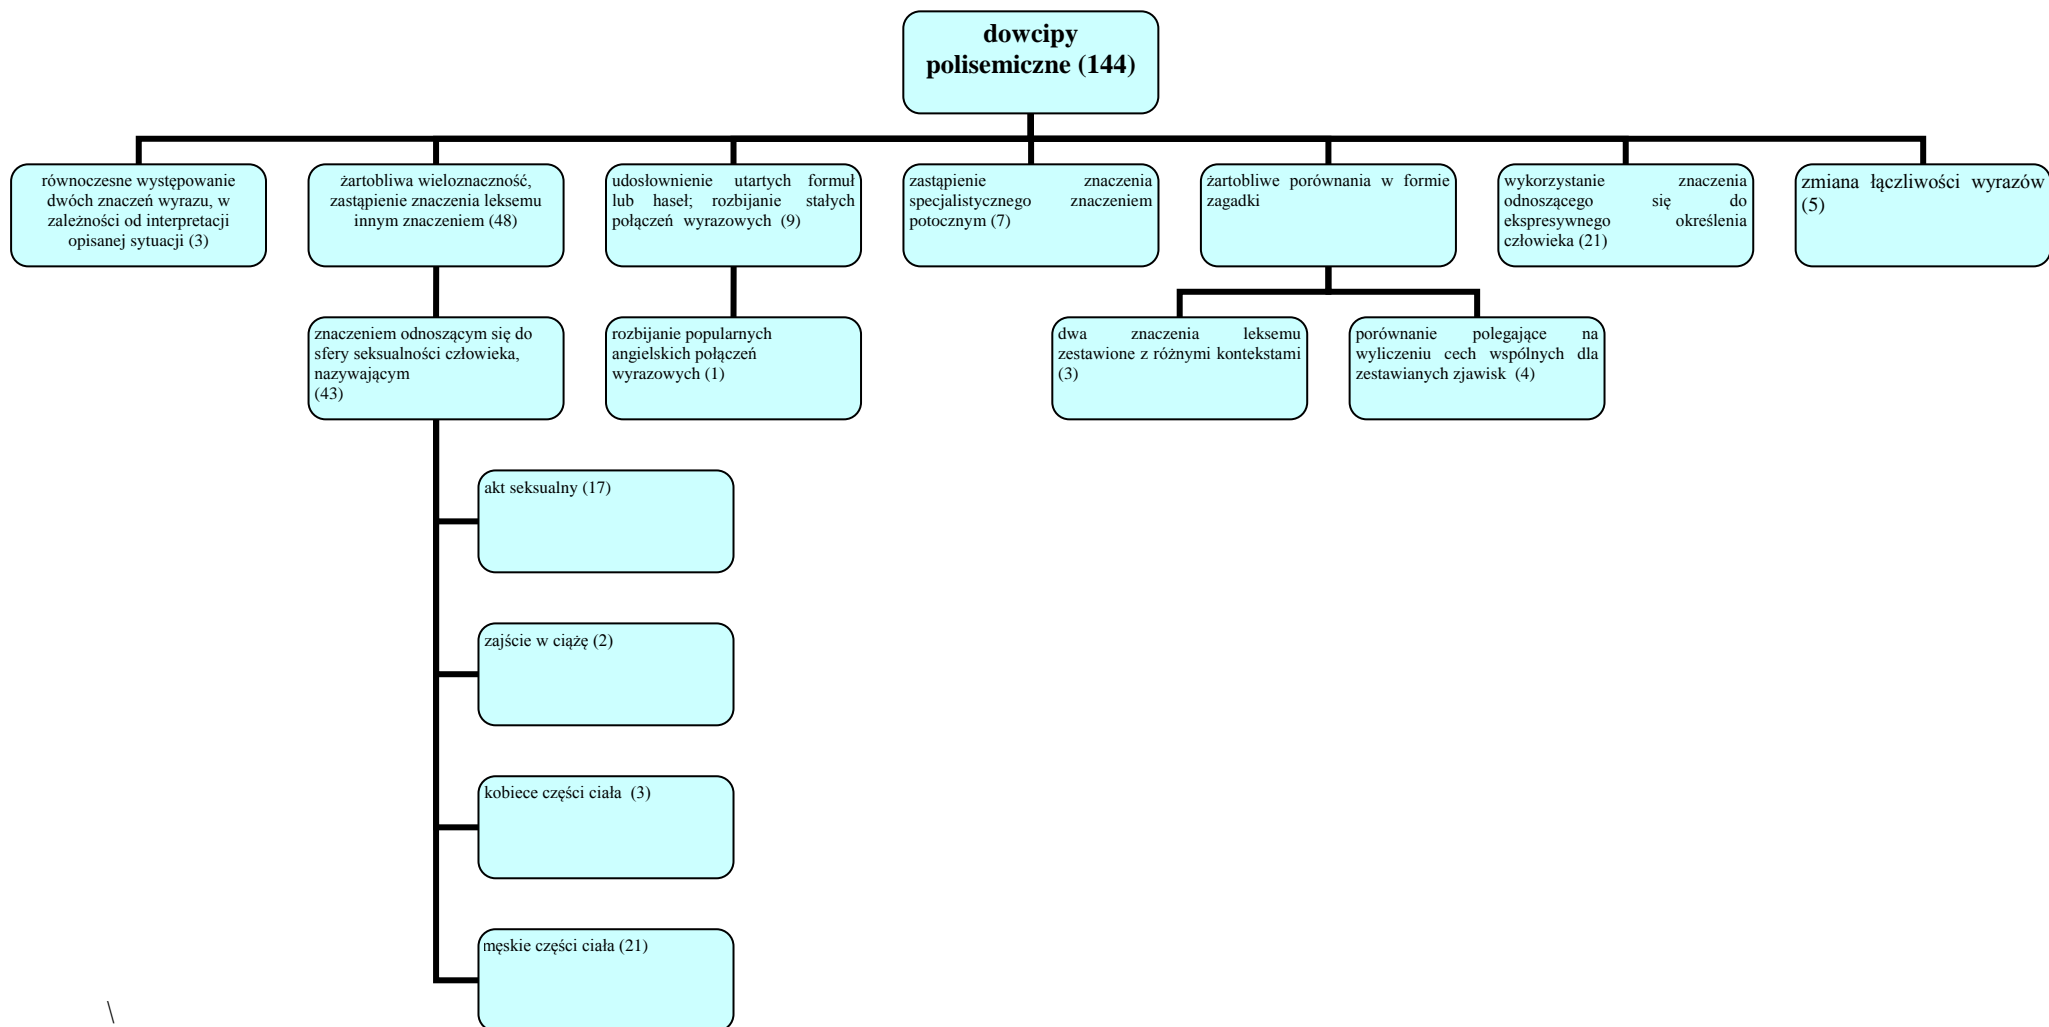 dowcipy
polisemiczne (144)
równoczesne występowanie
dwóch znaczeń wyrazu, w
zależności od interpretacji
opisanej sytuacji (3)
żartobliwa wieloznaczność,
zastąpienie znaczenia leksemu
innym znaczeniem (48)
udosłownienie utartych formuł
lub haseł; rozbijanie stałych
połączeń wyrazowych (9)
zastąpienie znaczenia
specjalistycznego znaczeniem
potocznym (7)
żartobliwe porównania w formie
zagadki
wykorzystanie znaczenia
odnoszącego się do
ekspresywnego określenia
człowieka (21)
zmiana łączliwości wyrazów
(5)
znaczeniem odnoszącym się do
sfery seksualności człowieka,
nazywającym
(43)
rozbijanie popularnych
angielskich połączeń
wyrazowych (1)
dwa znaczenia leksemu
zestawione z różnymi kontekstami
(3)
porównanie polegające na
wyliczeniu cech wspólnych dla
zestawianych zjawisk (4)
akt seksualny (17)
zajście w ciążę (2)
kobiece części ciała (3)
męskie części ciała (21)
\